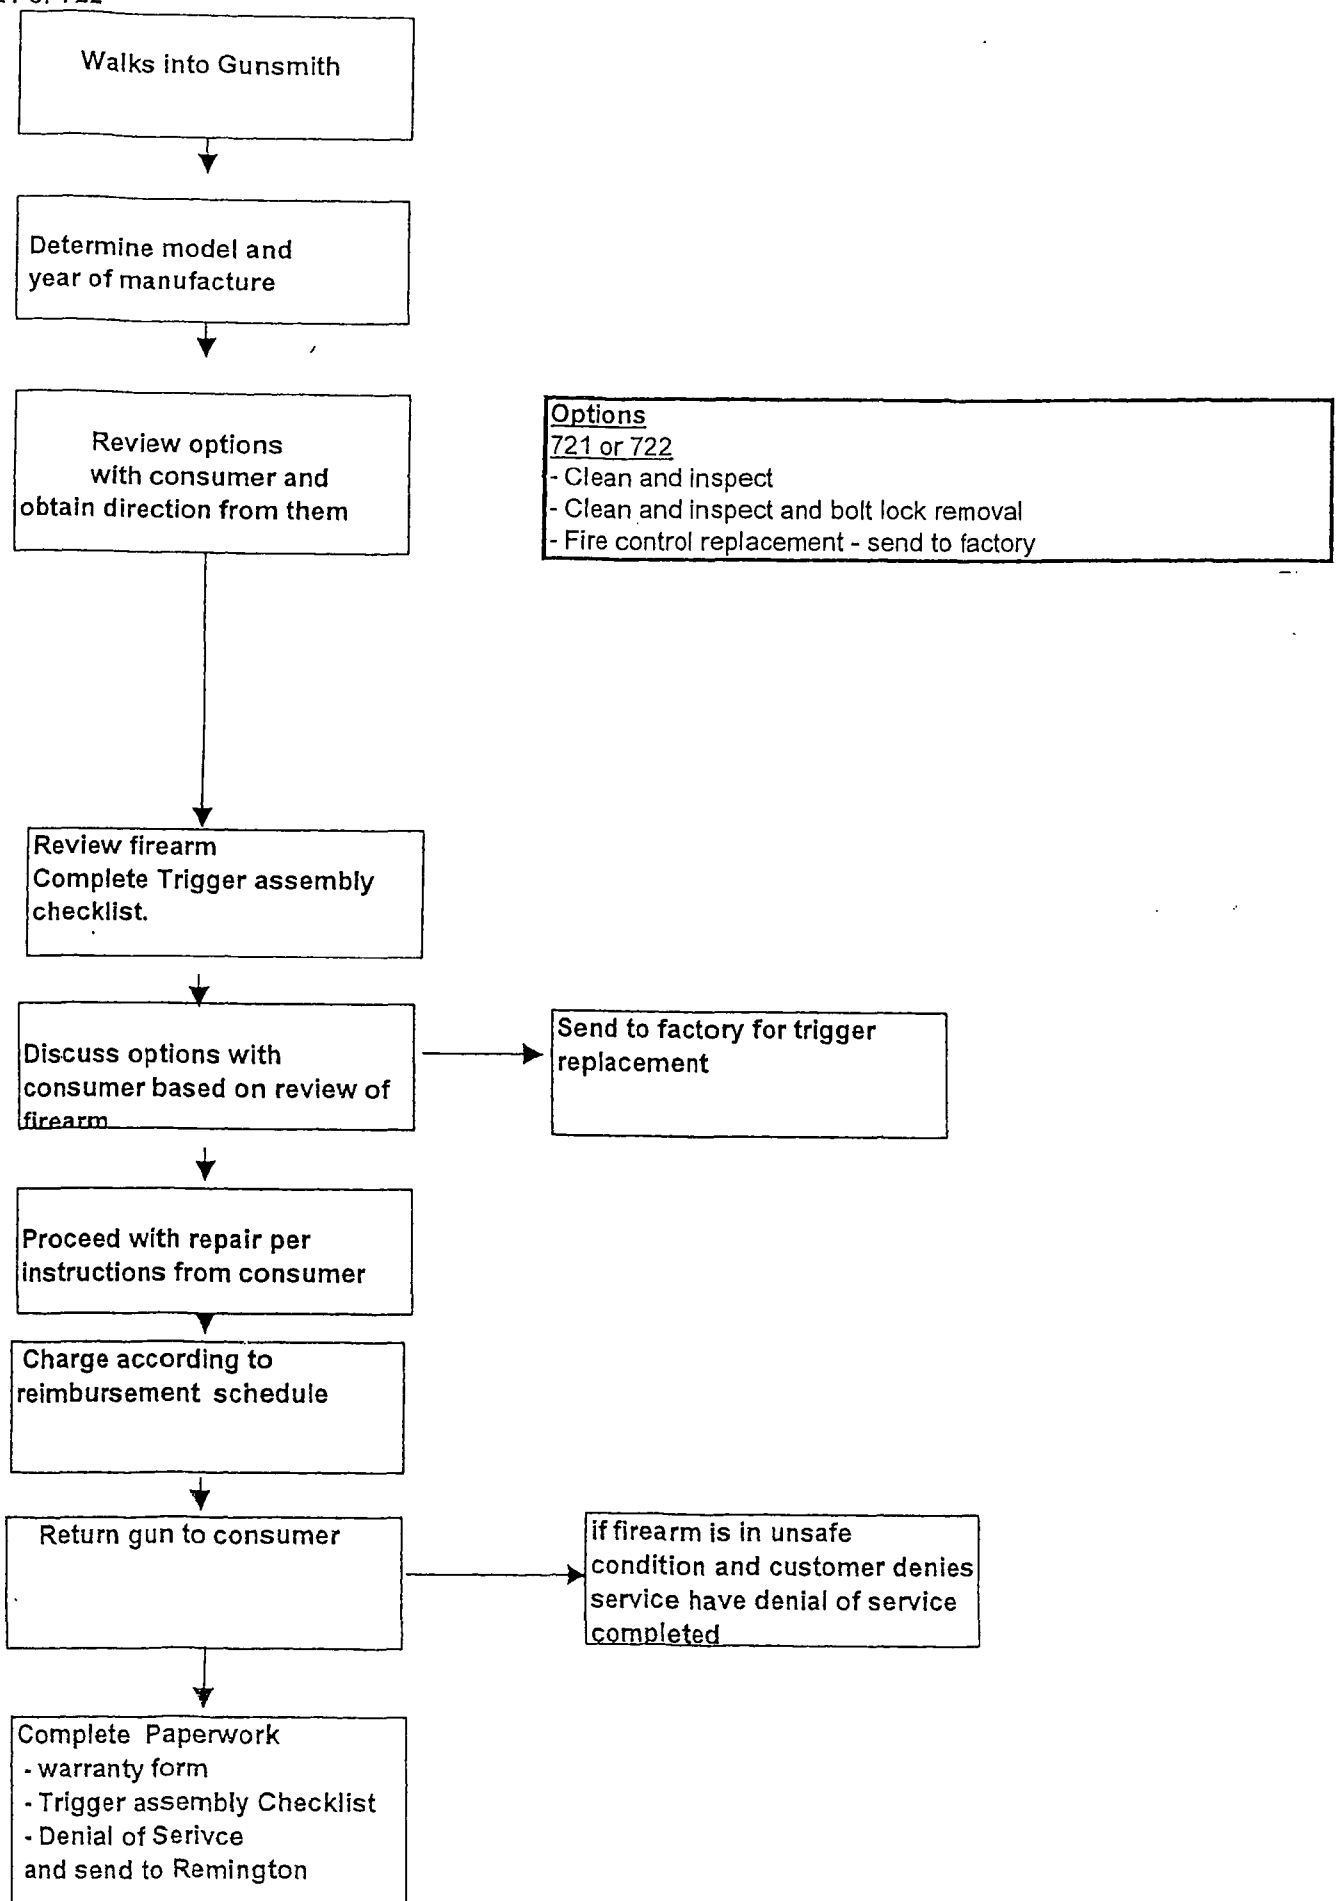 Walks into Gunsmith
Determine model and
year of manufacture
Review options
with consumer and
obtain direction from them
Options
721 or 722
- Clean and inspect
- Clean and inspect and bolt lock removal
- Fire control replacement - send to factory
Review firearm
Complete Trigger assembly
checklist.
Discuss options with
consumer based on review of
firearm
Send to factory for trigger
replacement
Proceed with repair per
instructions from consumer
Charge according to
reimbursement schedule
Return gun to consumer
if firearm is in unsafe
condition and customer denies
service have denial of service
completed
Complete Paperwork
- warranty form
- Trigger assembly Checklist
- Denial of Serivce
and send to Remington